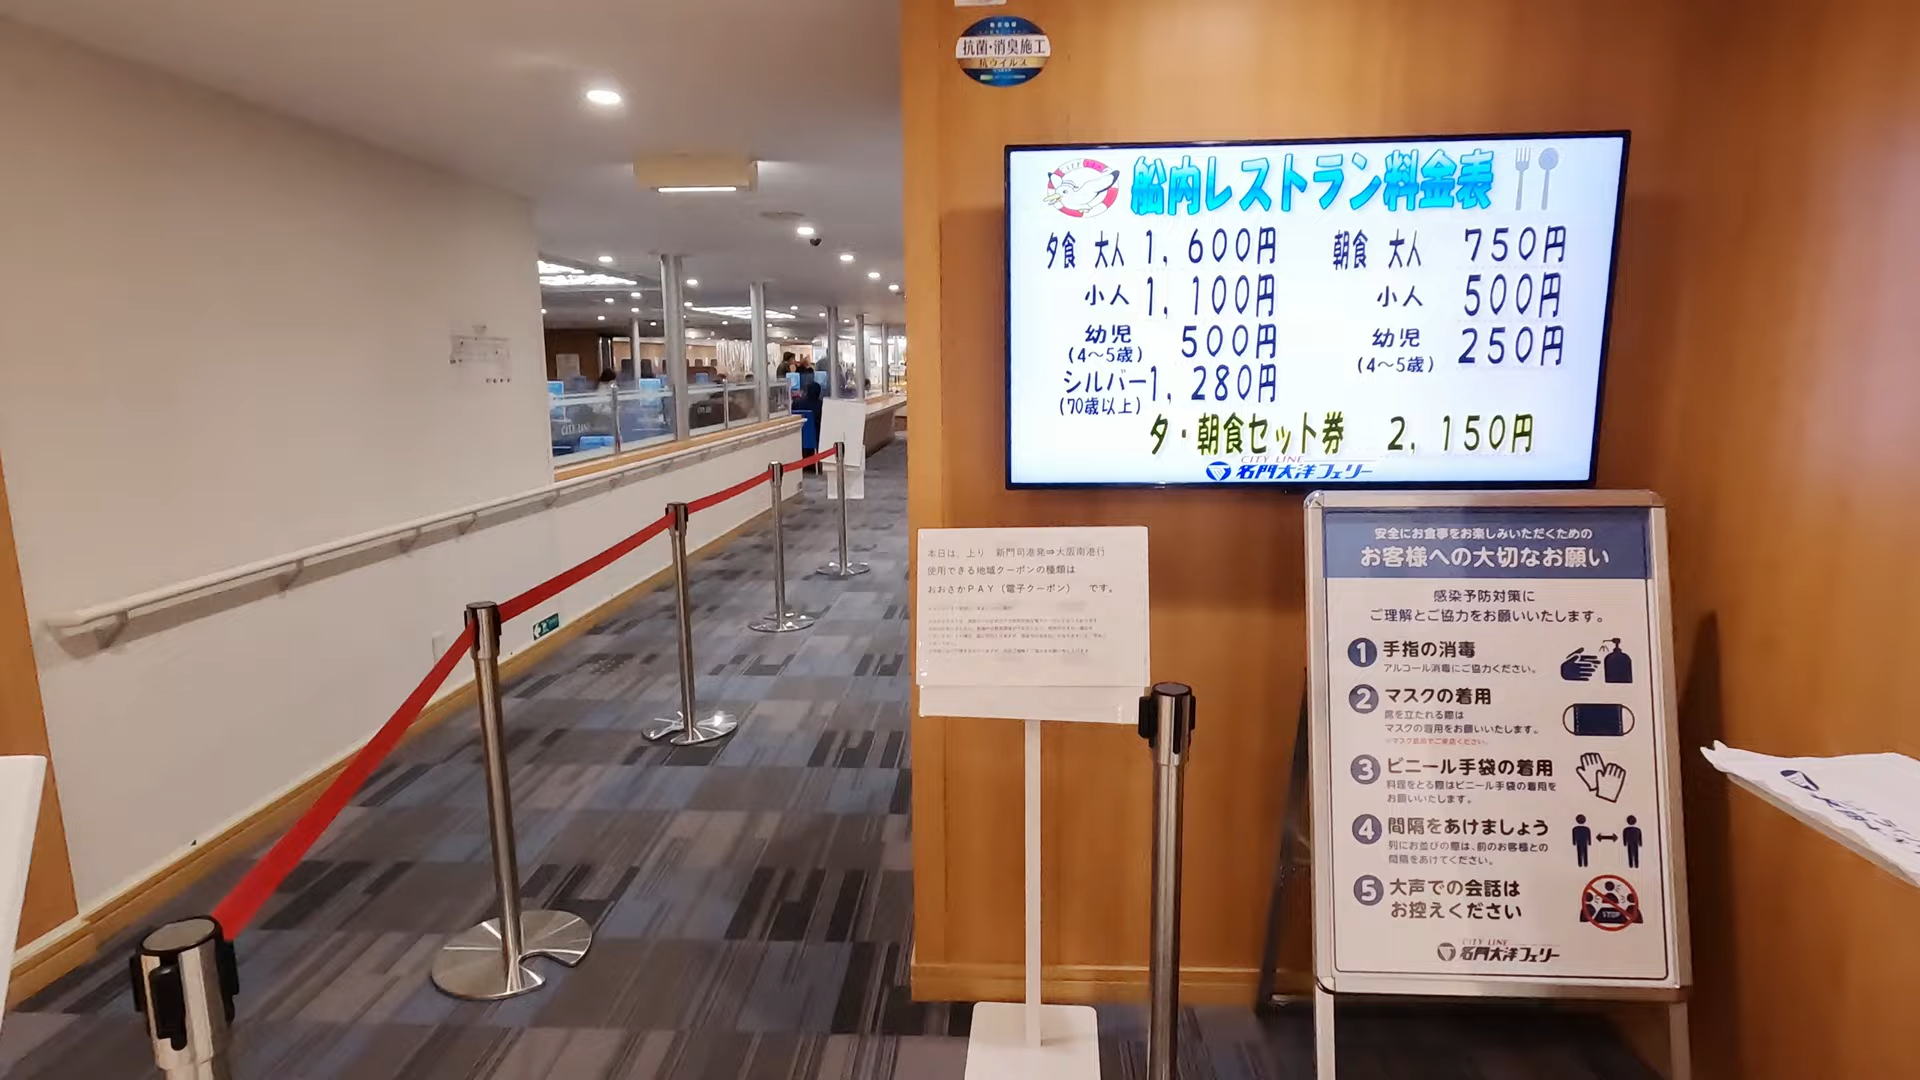 抗菌・消臭施工
抗ウイルス
船内レストラン料金表
夕食 大人 1,600円
小人 1,100円
幼児 500円
(4～5歳)
シルバー 1,280円
(70歳以上)
朝食 大人 750円
小人 500円
幼児 250円
(4～5歳)
夕・朝食セット券 2,150円
CITY LINE
名門大洋フェリー
本日は、上り 新門司港発⇒大阪南港行
使用できる地域クーポンの種類は
おおさかPAY（電子クーポン） です。
安全にお食事をお楽しみいただくための
お客様への大切なお願い
感染予防対策に
ご理解とご協力をお願いいたします。
1 手指の消毒
アルコール消毒にご協力ください。
2 マスクの着用
席を立たれる際は
マスクの着用をお願いいたします。
3 ビニール手袋の着用
料理をとる際はビニール手袋の着用を
お願いいたします。
4 間隔をあけましょう
列にお並びの際は、前のお客様との
間隔をあけてください。
5 大声での会話は
お控えください
STOP
CITY LINE
名門大洋フェリー